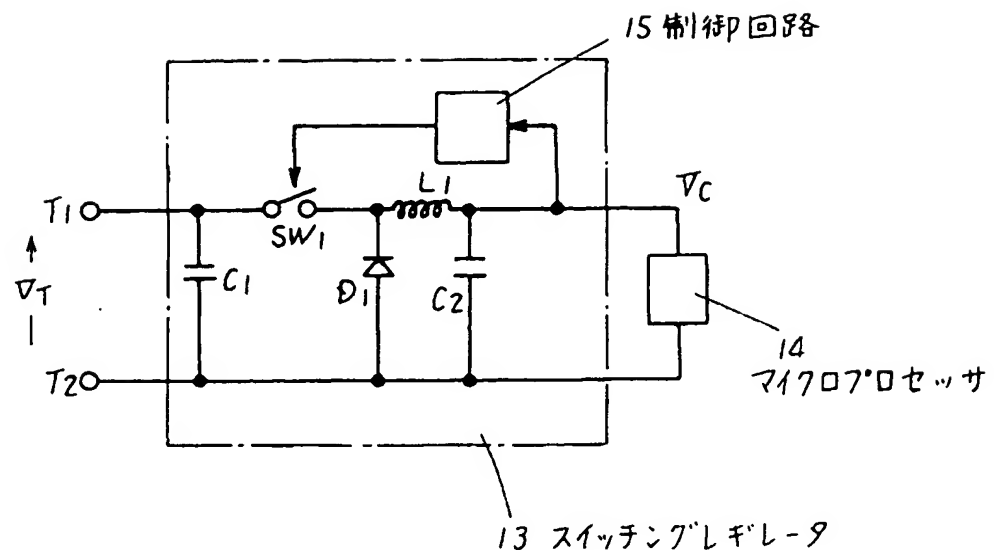 15 制御回路
L1
VC
T1
SW1
VT
C1
D1
C2
T2
14
マイクロプロセッサ
13 スイッチングレギレータ